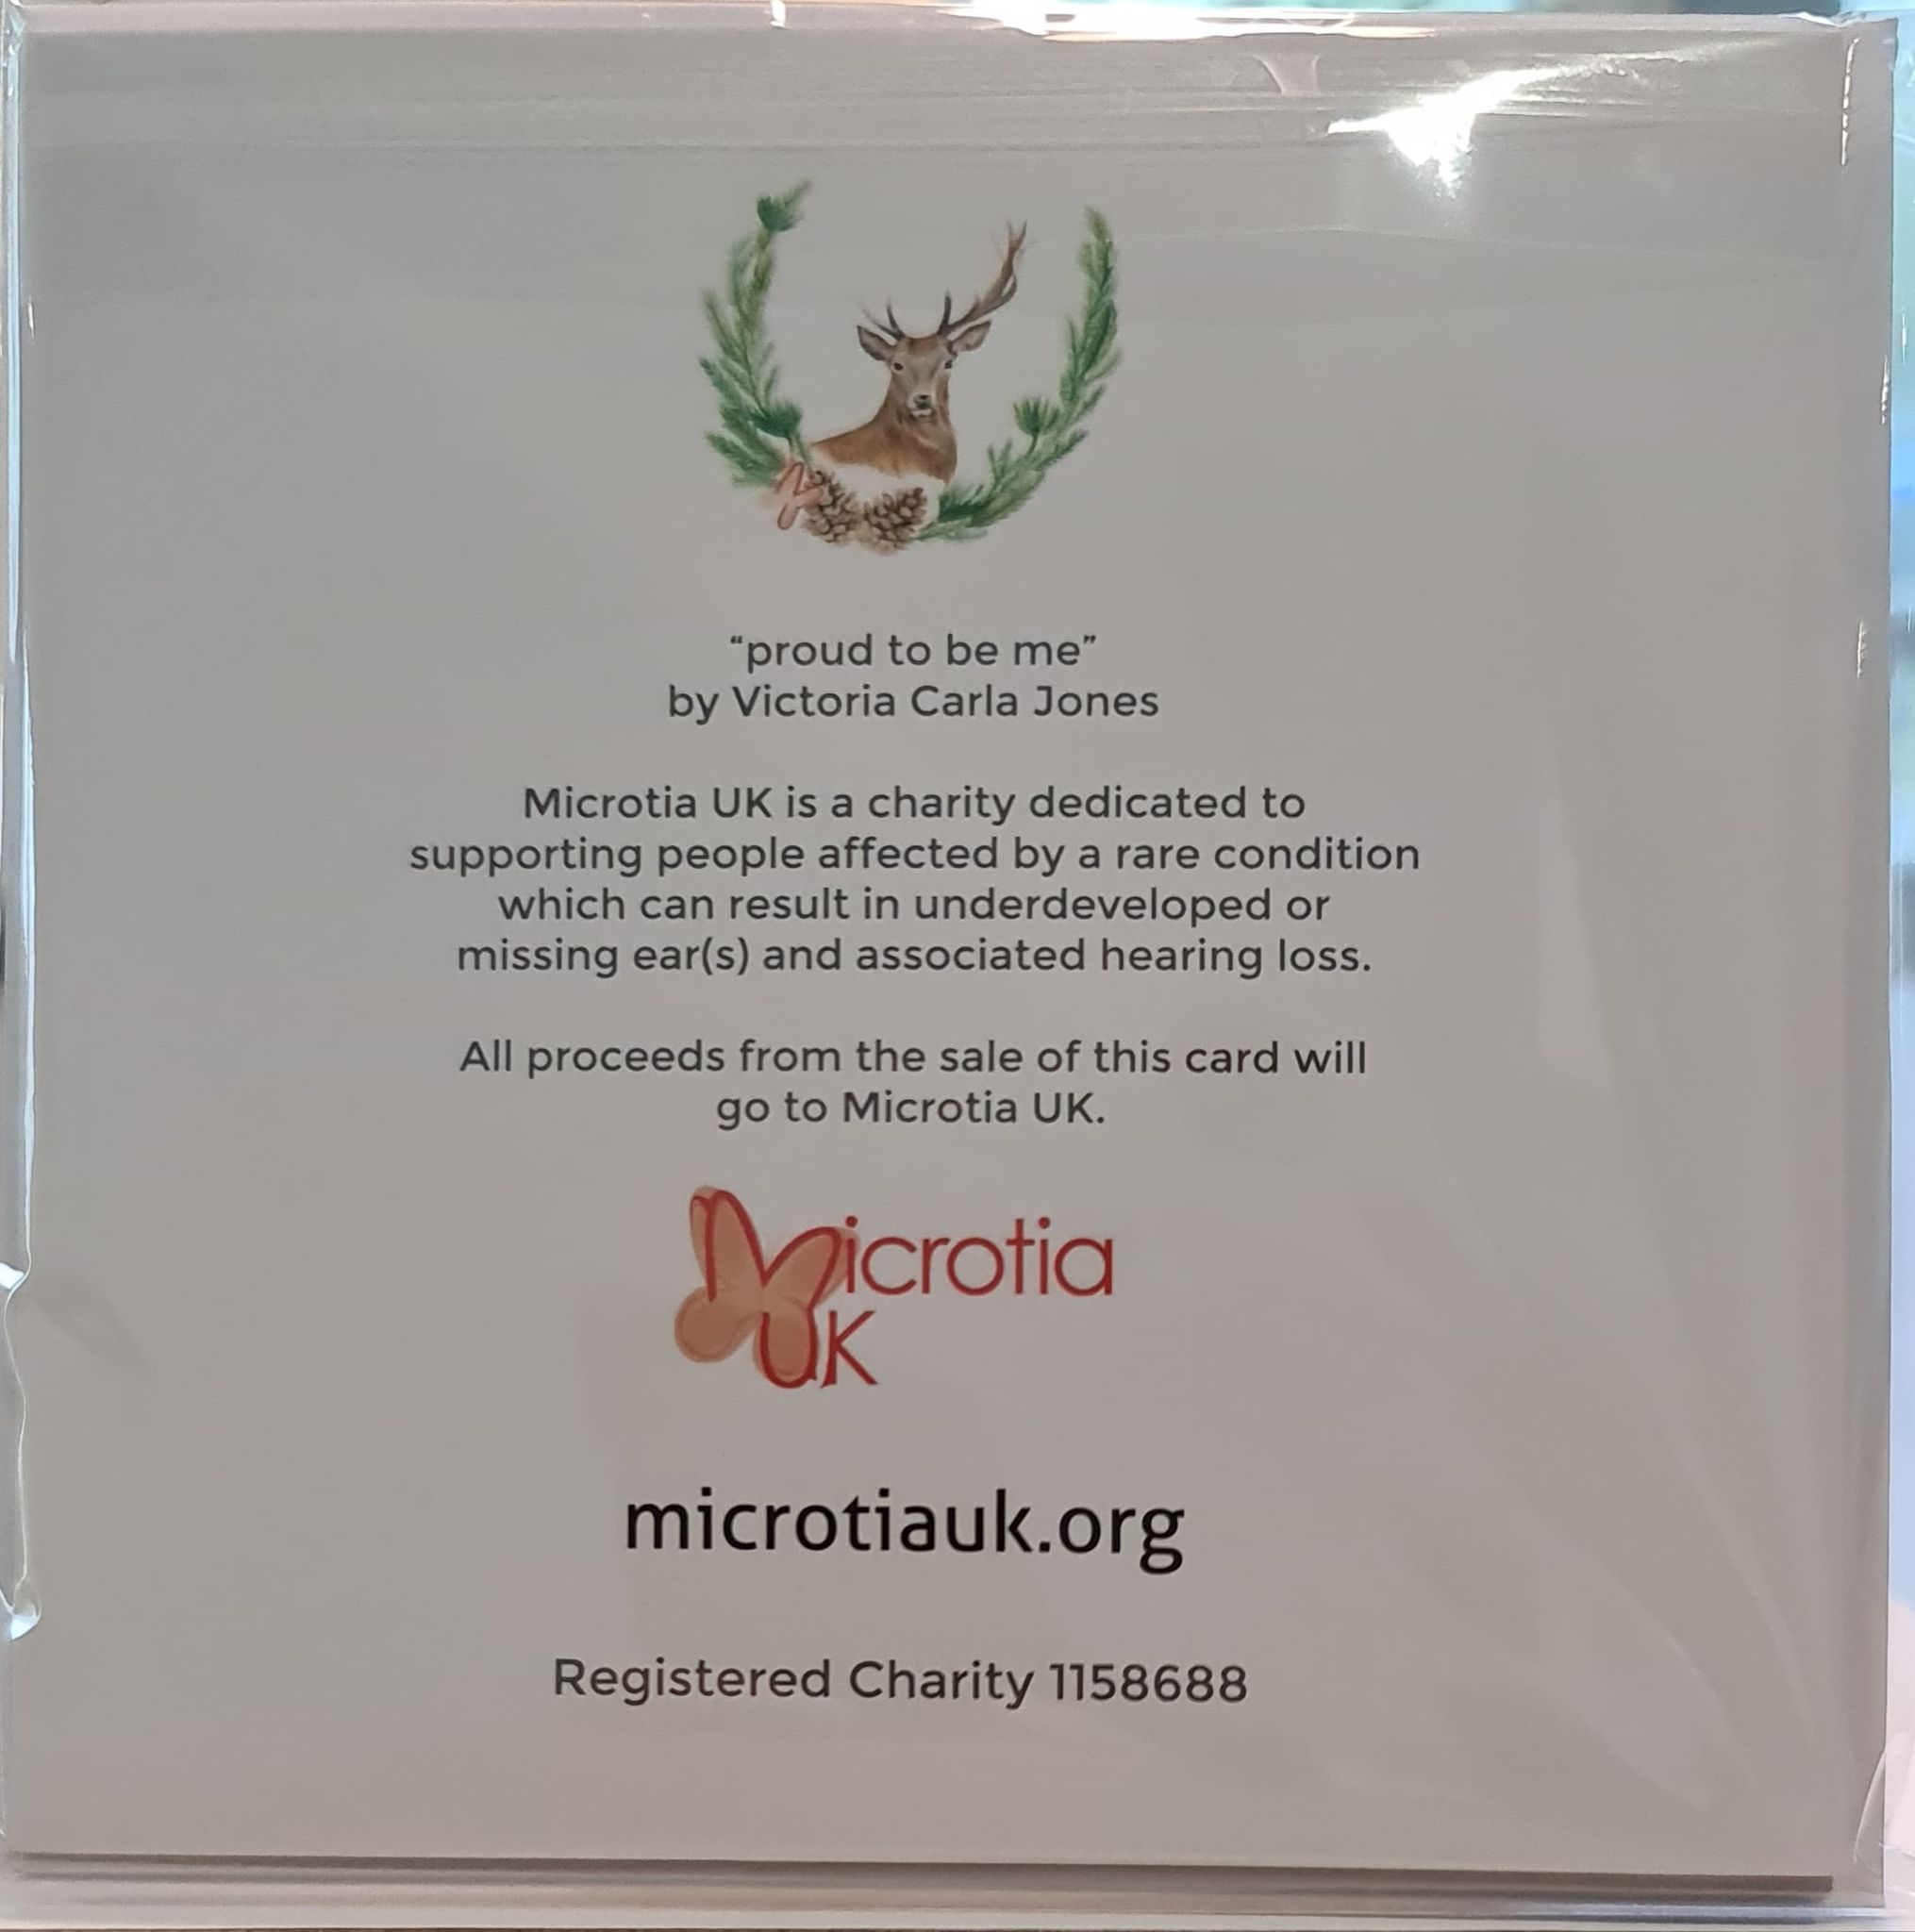 “proud to be me”
by Victoria Carla Jones
Microtia UK is a charity dedicated to
supporting people affected by a rare condition
which can result in underdeveloped or
missing ear(s) and associated hearing loss.
All proceeds from the sale of this card will
go to Microtia UK.
Microtia
UK
microtiauk.org
Registered Charity 1158688